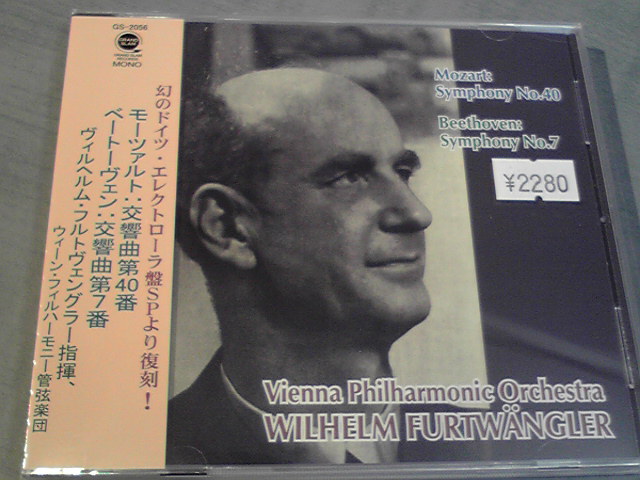 GS-2056
GRAND SLAM
GRAND SLAM RECORDS
MONO
幻のドイツ・エレクトローラ盤SPより復刻！
モーツァルト：交響曲第40番
ベートーヴェン：交響曲第7番
ヴィルヘルム・フルトヴェングラー指揮、
ウィーン・フィルハーモニー管弦楽団
Mozart:
Symphony No.40
Beethoven:
Symphony No.7
¥2280
Vienna Philharmonic Orchestra
WILHELM FURTWÄNGLER